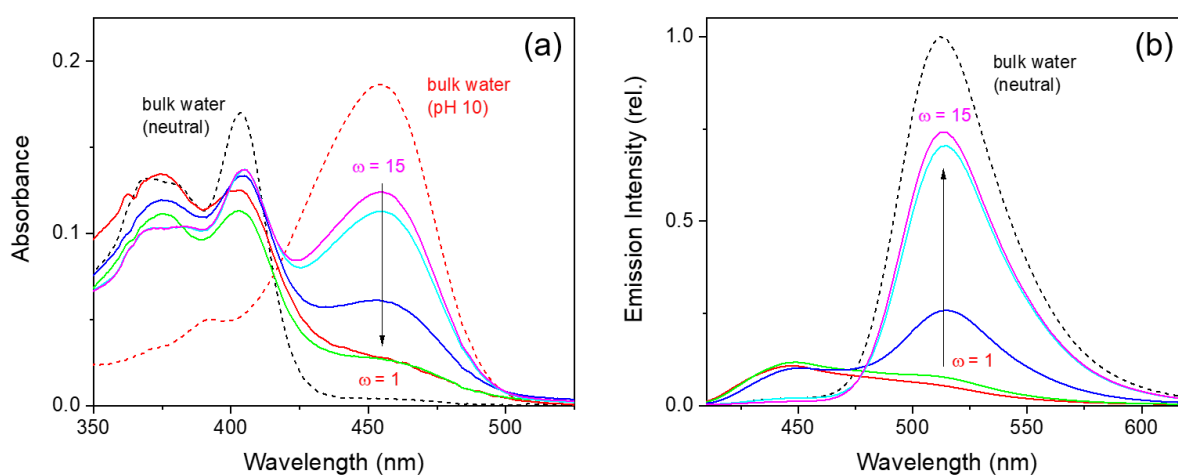 (a)
bulk water
(neutral)
bulk water
(pH 10)
ω = 15
ω = 1
0.2
0.1
0.0
Absorbance
350
400
450
500
Wavelength (nm)
(b)
bulk water
(neutral)
ω = 15
ω = 1
1.0
0.5
0.0
Emission Intensity (rel.)
450
500
550
600
Wavelength (nm)